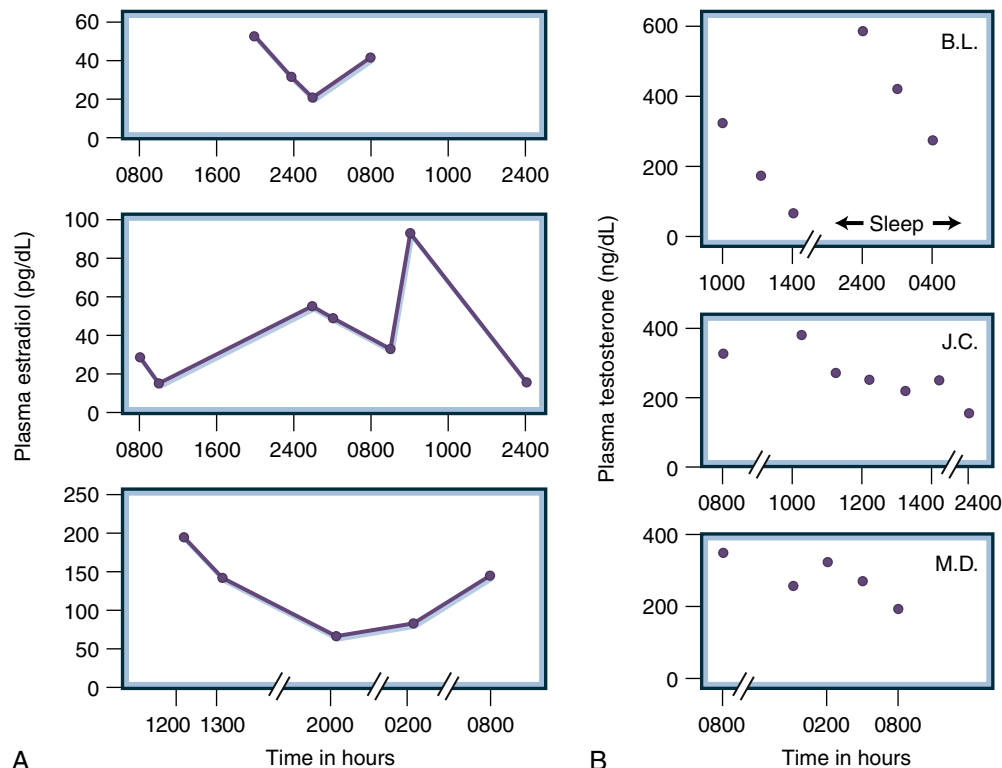 Plasma estradiol (pg/dL)
60
40
20
0
0800 1600 2400 0800 1000 2400
100
80
60
40
20
0
0800 1600 2400 0800 1000 2400
250
200
150
100
50
0
1200 1300 2000 0200 0800
Time in hours
A
Plasma testosterone (ng/dL)
600
400
200
0
B.L.
Sleep
1000 1400 2400 0400
400
200
0
J.C.
0800 1000 1200 1400 2400
400
200
0
M.D.
0800 0200 0800
Time in hours
B